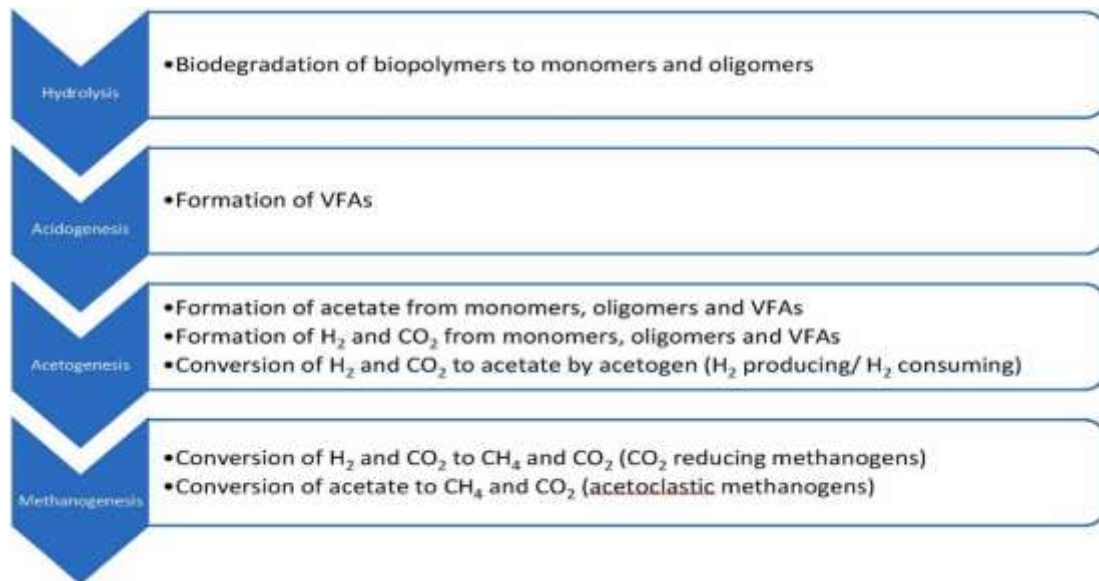 Hydrolysis
•Biodegradation of biopolymers to monomers and oligomers
Acidogenesis
•Formation of VFAs
Acetogenesis
•Formation of acetate from monomers, oligomers and VFAs
•Formation of H₂ and CO₂ from monomers, oligomers and VFAs
•Conversion of H₂ and CO₂ to acetate by acetogen (H₂ producing/ H₂ consuming)
Methanogenesis
•Conversion of H₂ and CO₂ to CH₄ and CO₂ (CO₂ reducing methanogens)
•Conversion of acetate to CH₄ and CO₂ (acetoclastic methanogens)